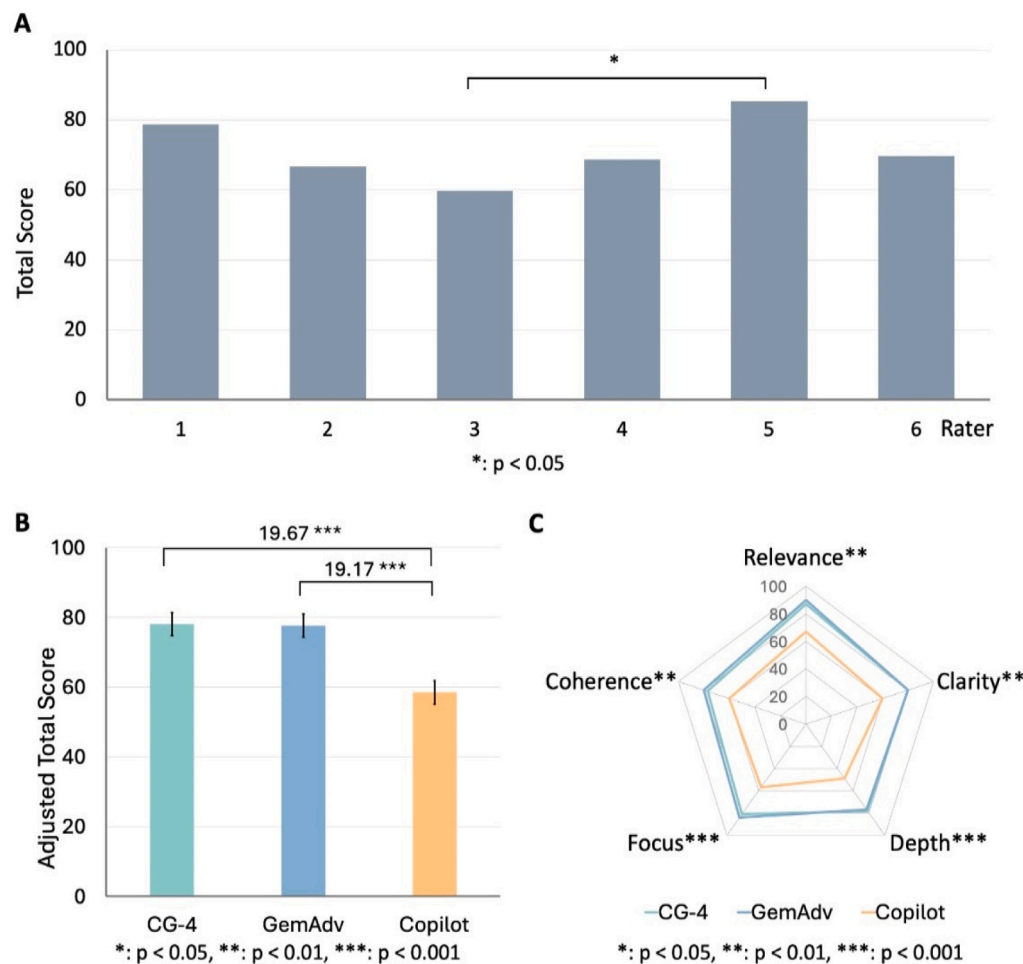 A
100
*
80
Total Score
60
40
20
0
1 2 3 4 5 6 Rater
*: p < 0.05
B
19.67 ***
100
19.17 ***
80
Adjusted Total Score
60
40
20
0
CG-4 GemAdv Copilot
*: p < 0.05, **: p < 0.01, ***: p < 0.001
C
Relevance**
100
80
60
40
20
0
Coherence**
Clarity**
Focus***
Depth***
CG-4 GemAdv Copilot
*: p < 0.05, **: p < 0.01, ***: p < 0.001